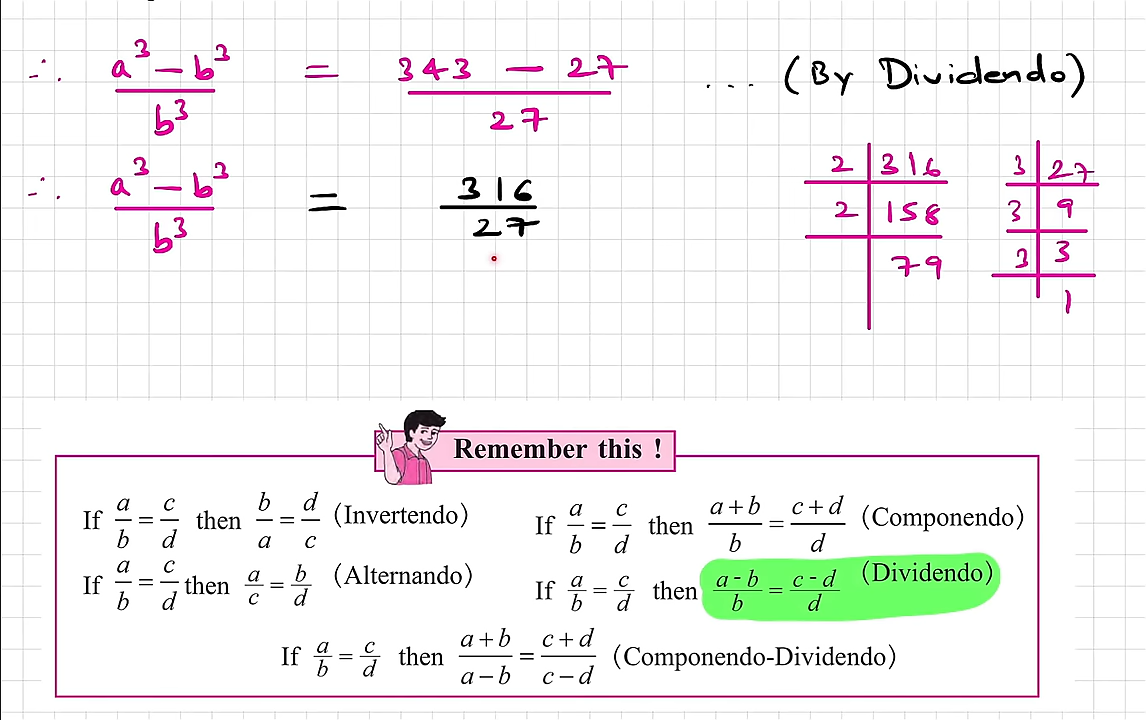 ∴ a³ – b³ / b³ = 343 – 27 / 27 .... (By Dividendo)
∴ a³ – b³ / b³ = 316 / 27
2 | 316
2 | 158
79
3 | 27
3 | 9
3 | 3
1
Remember this !
If a/b = c/d then b/a = d/c (Invertendo)
If a/b = c/d then a+b/b = c+d/d (Componendo)
If a/b = c/d then a/c = b/d (Alternando)
If a/b = c/d then a-b/b = c-d/d (Dividendo)
If a/b = c/d then a+b/a–b = c+d/c–d (Componendo-Dividendo)